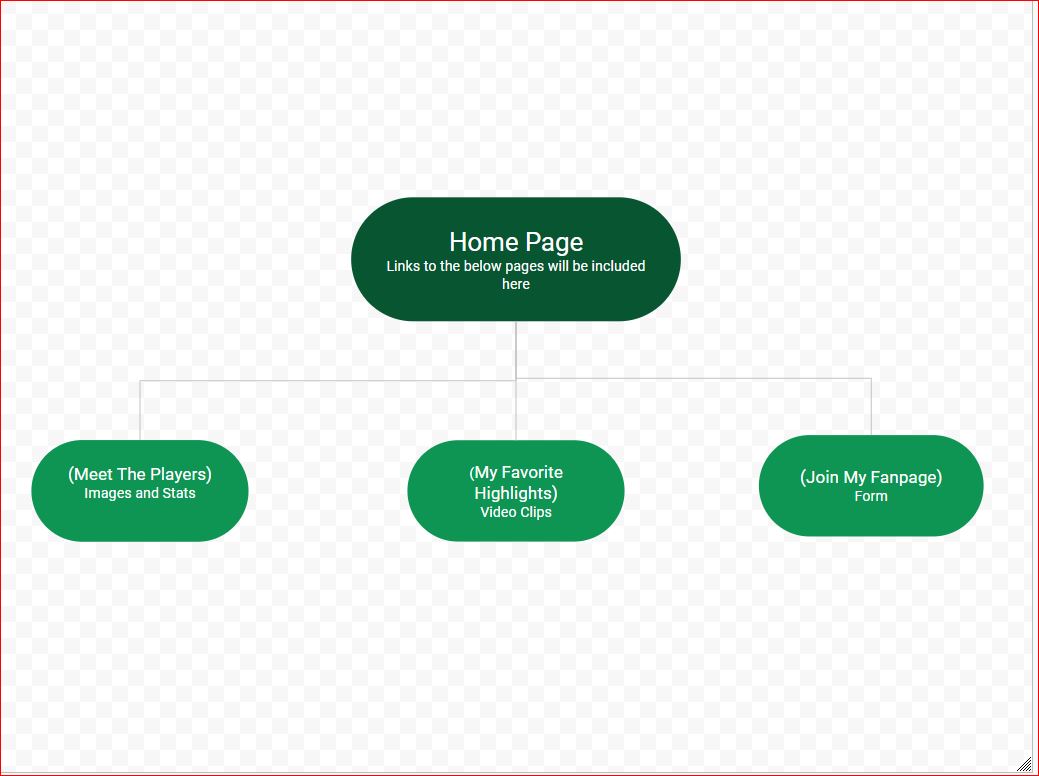 Home Page
Links to the below pages will be included
here
(Meet The Players)
Images and Stats
(My Favorite
Highlights)
Video Clips
(Join My Fanpage)
Form